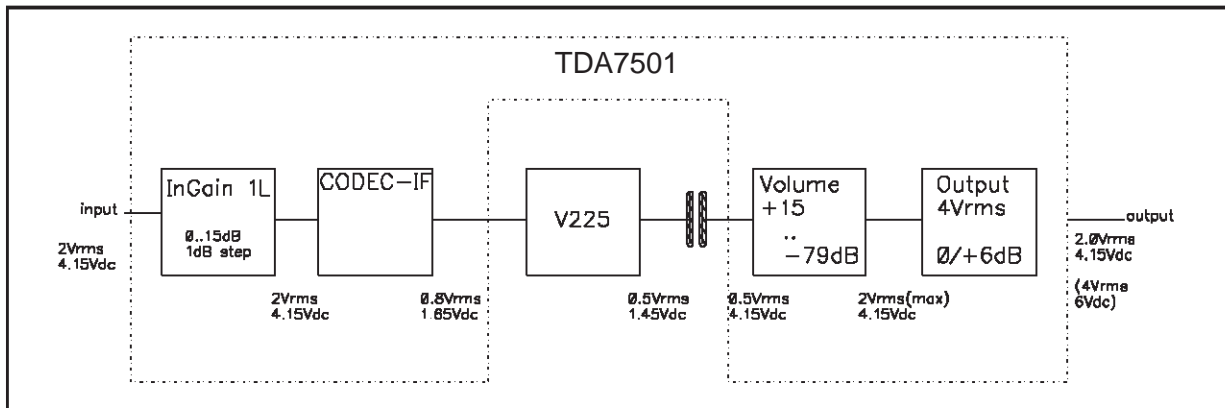 TDA7501
InGain 1L
0..15dB
1dB step
CODEC-IF
V225
Volume
+15
..
-79dB
Output
4Vrms
0/+6dB
input
2Vrms
4.15Vdc
2Vrms
4.15Vdc
0.8Vrms
1.65Vdc
0.5Vrms
1.45Vdc
0.5Vrms
4.15Vdc
2Vrms(max)
4.15Vdc
output
2.0Vrms
4.15Vdc
(4Vrms
6Vdc)